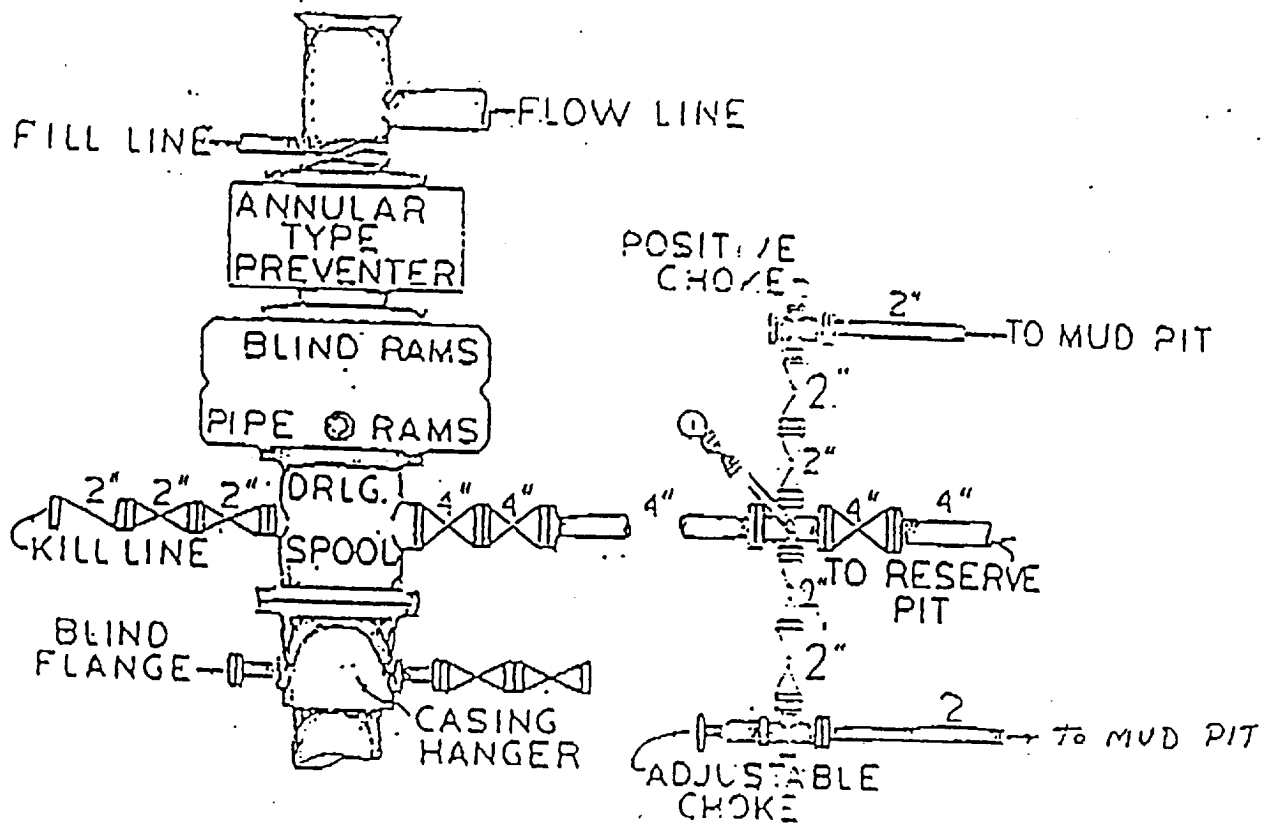 FLOW LINE
FILL LINE
ANNULAR
TYPE
PREVENTER
BLIND RAMS
PIPE RAMS
2" 2" 2"
DRLG.
SPOOL
4" 4"
KILL LINE
BLIND
FLANGE
CASING
HANGER
POSITIVE
CHOKE
2"
TO MUD PIT
2"
2"
4"
4"
4"
TO RESERVE
PIT
2"
2"
2
TO MUD PIT
ADJUSTABLE
CHOKE